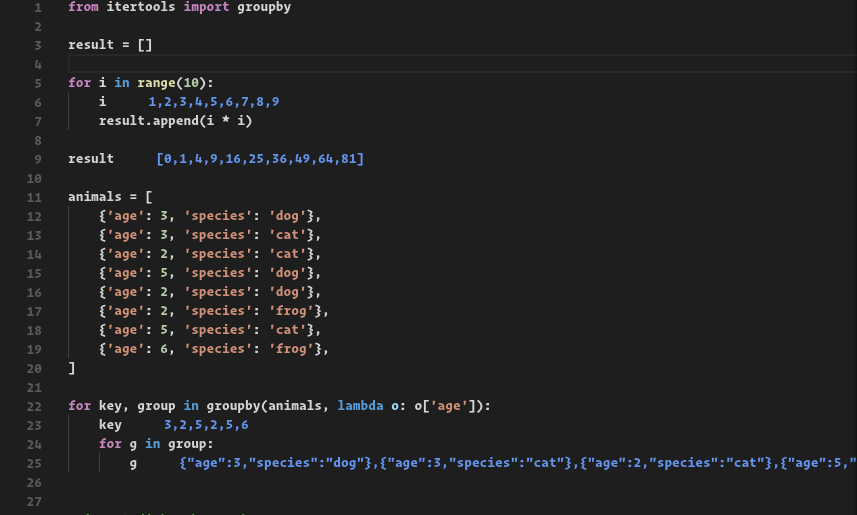 1 from itertools import groupby
2
3 result = []
4
5 for i in range(10):
6     i     1,2,3,4,5,6,7,8,9
7     result.append(i * i)
8
9 result     [0,1,4,9,16,25,36,49,64,81]
10
11 animals = [
12     {'age': 3, 'species': 'dog'},
13     {'age': 3, 'species': 'cat'},
14     {'age': 2, 'species': 'cat'},
15     {'age': 5, 'species': 'dog'},
16     {'age': 2, 'species': 'dog'},
17     {'age': 2, 'species': 'frog'},
18     {'age': 5, 'species': 'cat'},
19     {'age': 6, 'species': 'frog'},
20 ]
21
22 for key, group in groupby(animals, lambda o: o['age']):
23     key     3,2,5,2,5,6
24     for g in group:
25         g     {"age":3,"species":"dog"},{"age":3,"species":"cat"},{"age":2,"species":"cat"},{"age":5,"
26
27